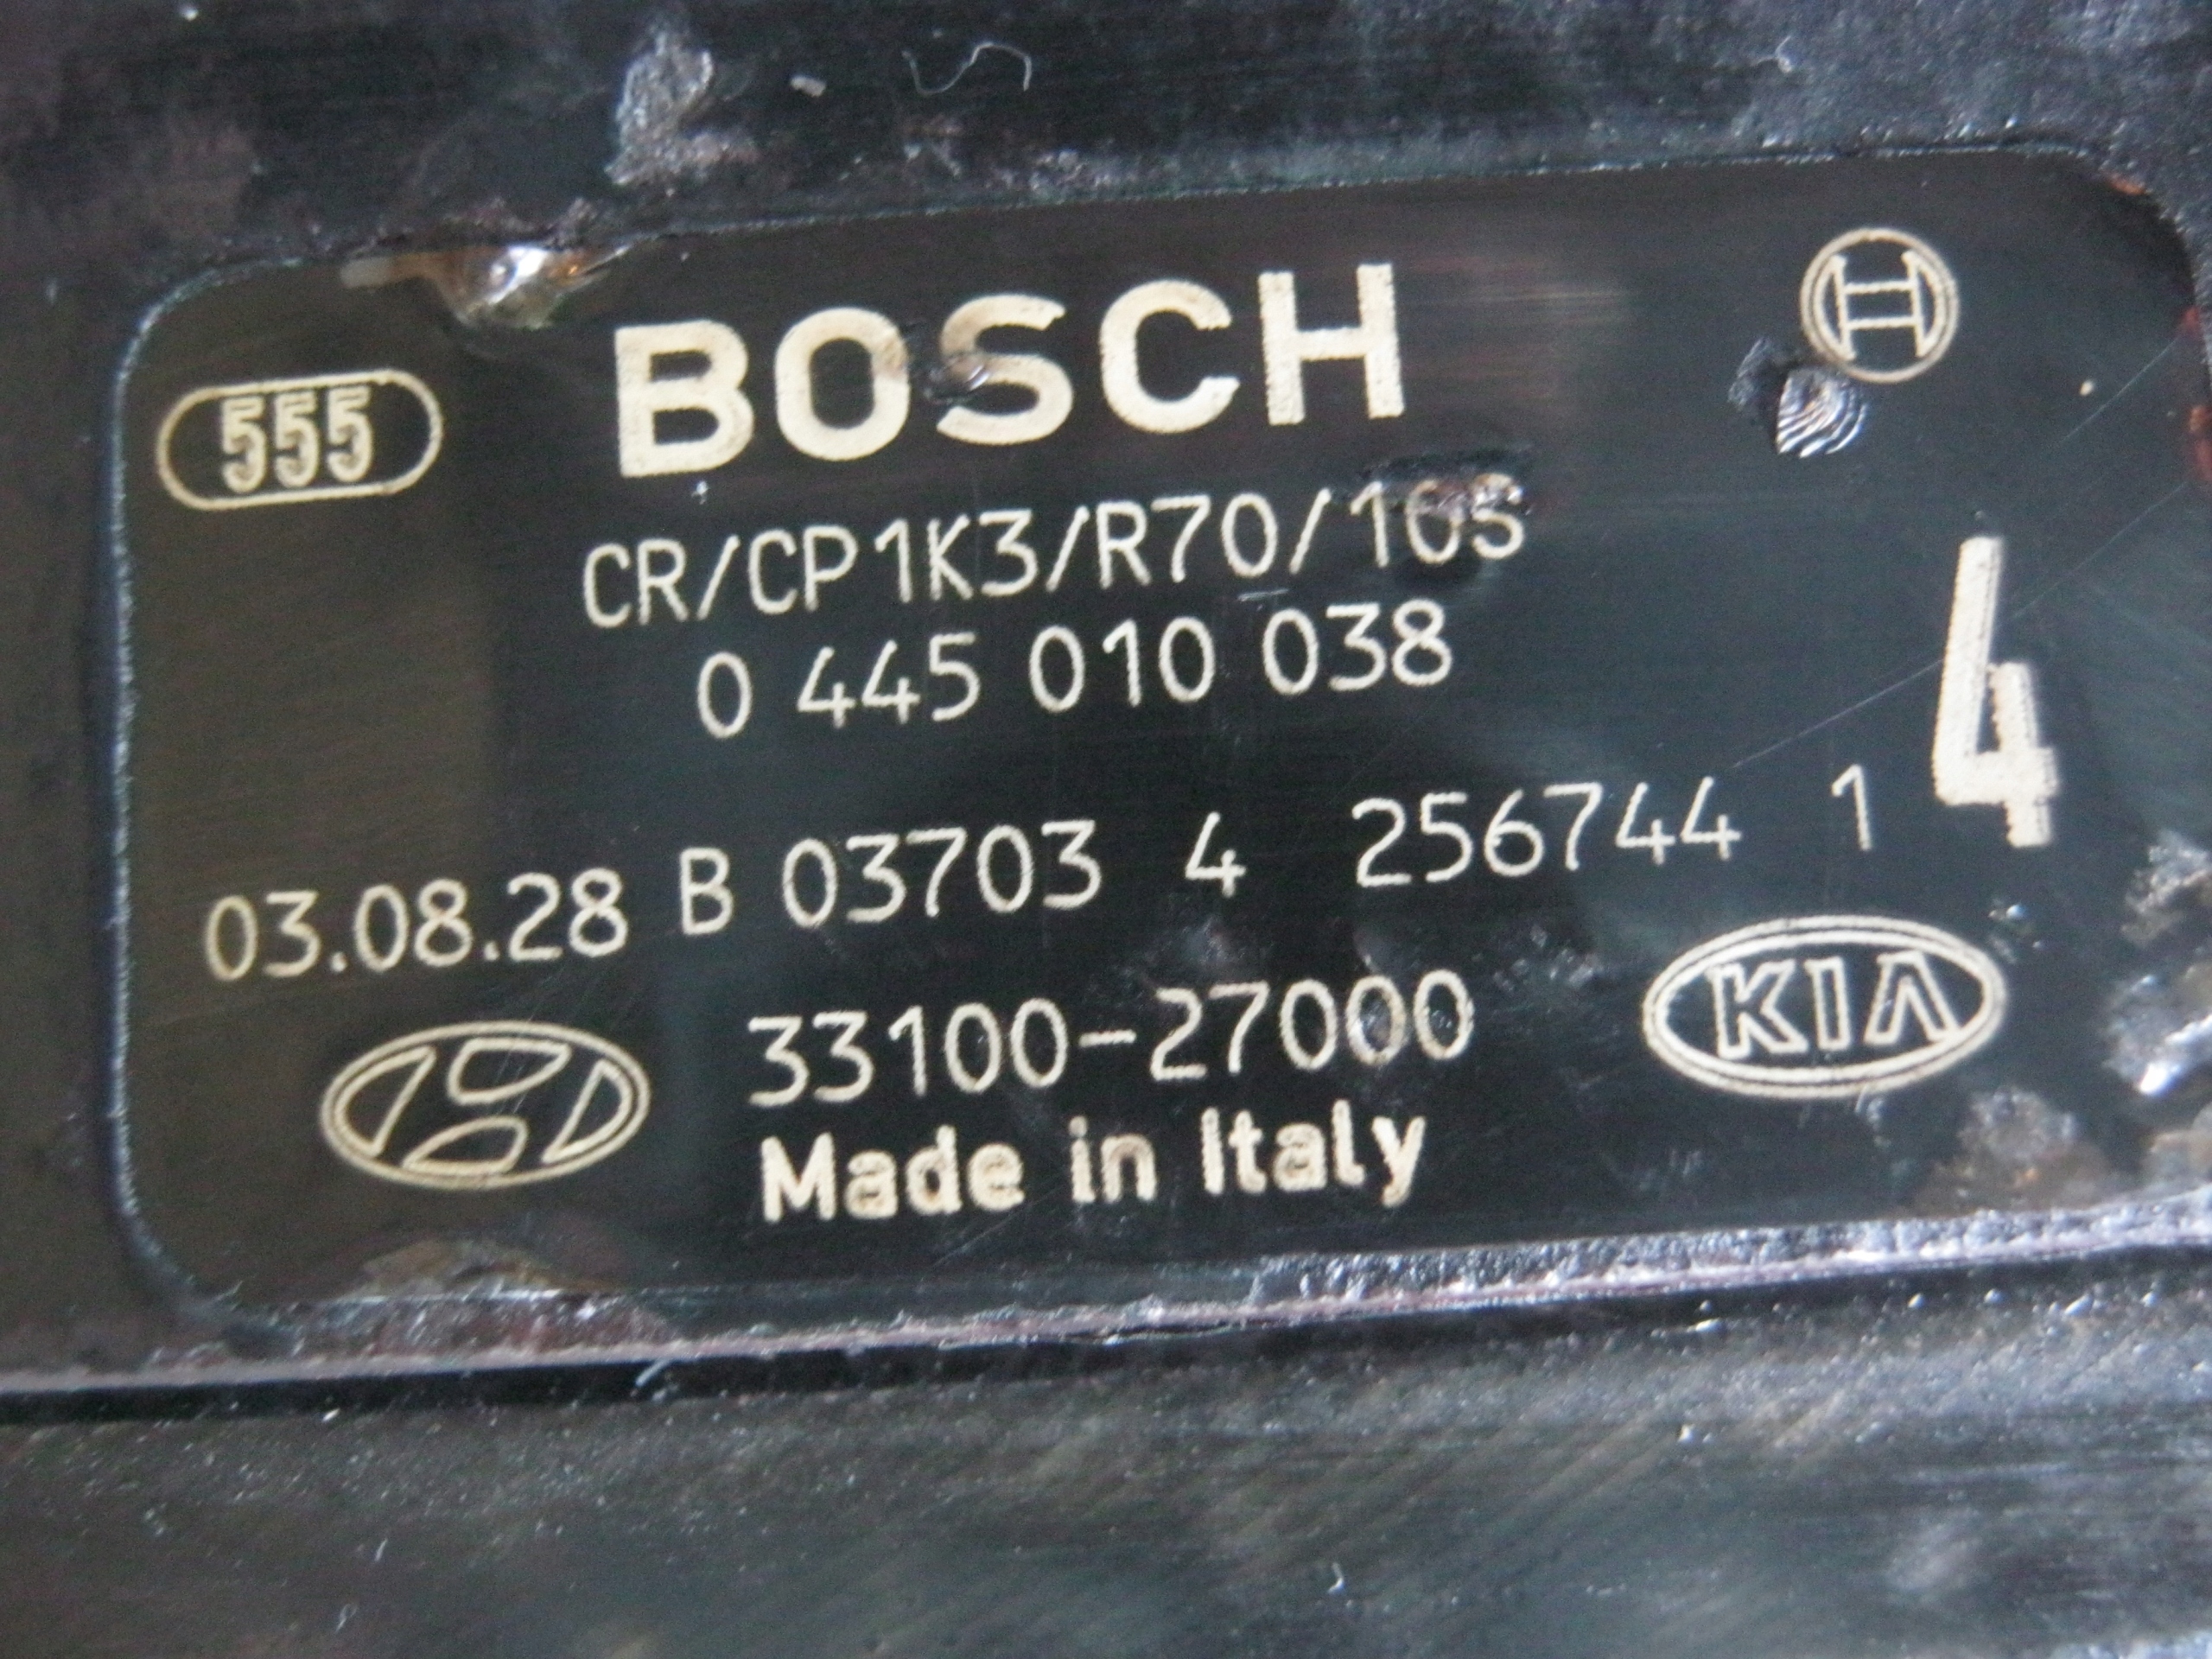 BOSCH
555
CR/CP1K3/R70/10S
0 445 010 038
4
03.08.28 B 03703 4 256744 1
33100-27000
KIA
Made in Italy